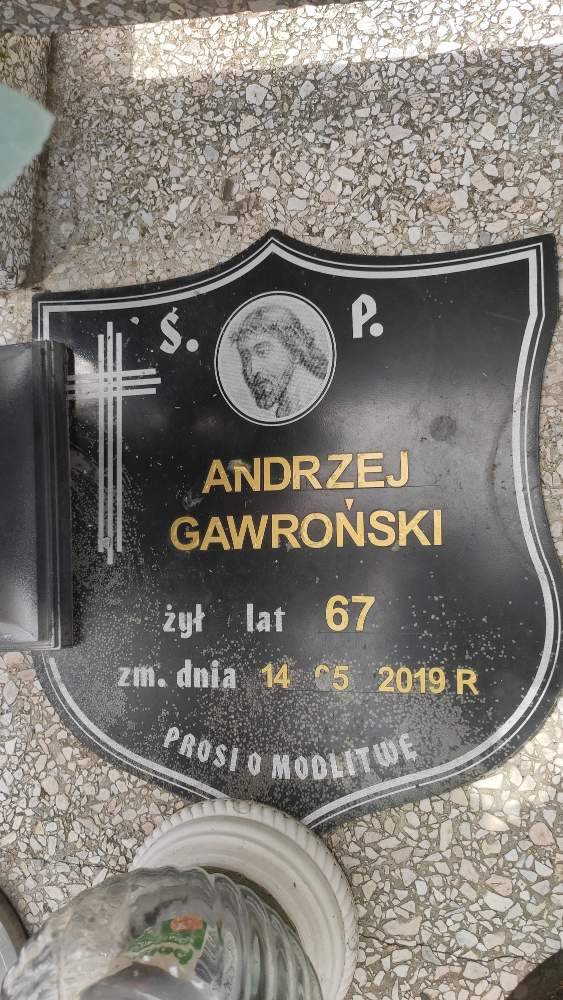 Ś. P.
ANDRZEJ
GAWROŃSKI
żył lat 67
zm. dnia 14 05 2019 R
PROSI O MODLITWĘ